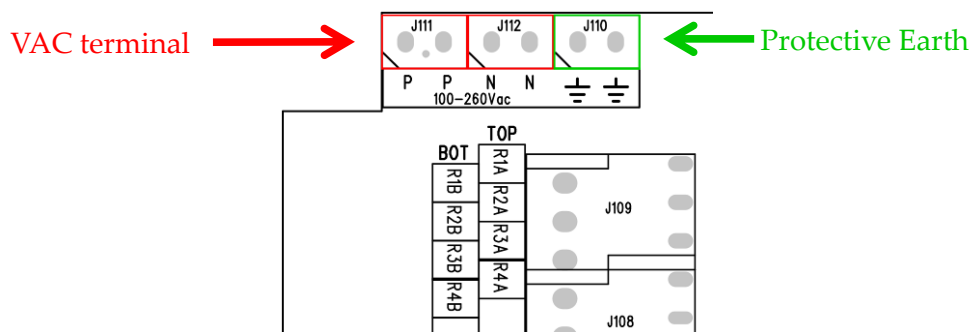 VAC terminal
J111 J112 J110
Protective Earth
P P N N
100-260Vac
TOP
BOT
R1A
R1B
R2A
R2B
R3A
R3B
R4A
R4B
J109
J108